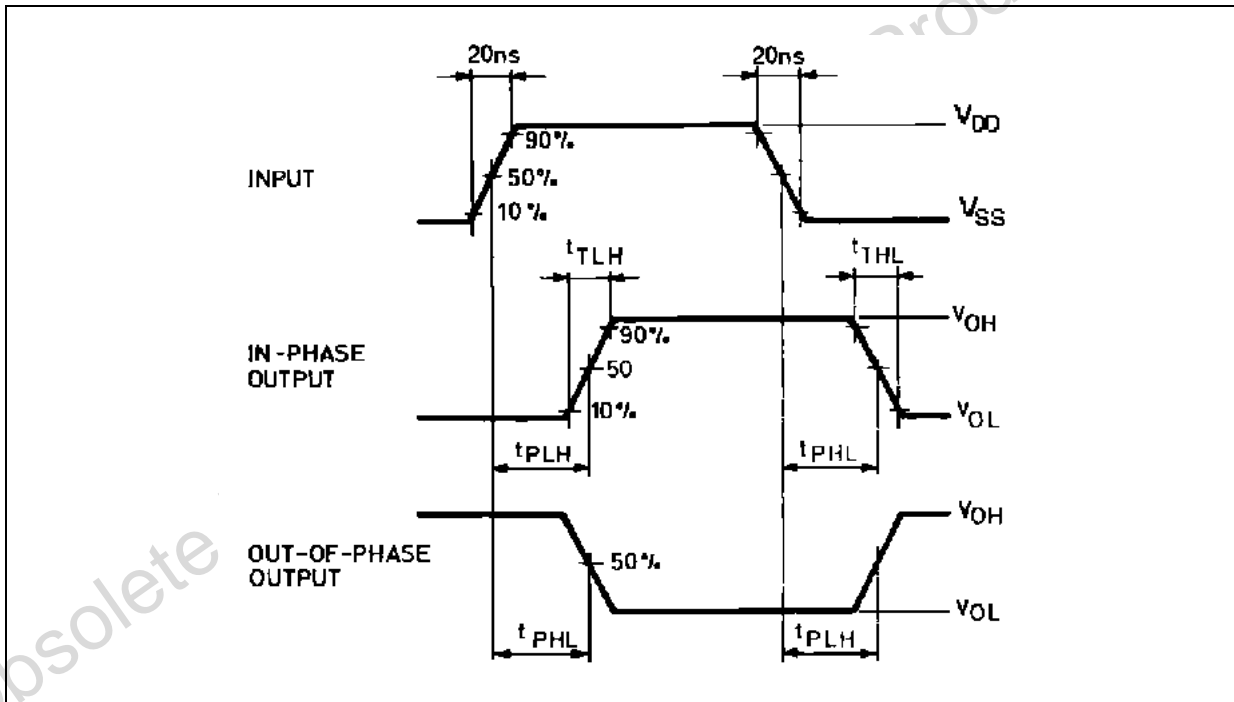 20ns 20ns
V_DD
90%
INPUT 50%
10% V_SS
t_TLH t_THL
V_OH
90%
IN-PHASE
OUTPUT 50
10% V_OL
t_PLH t_PHL
V_OH
OUT-OF-PHASE
OUTPUT 50%
V_OL
t_PHL t_PLH